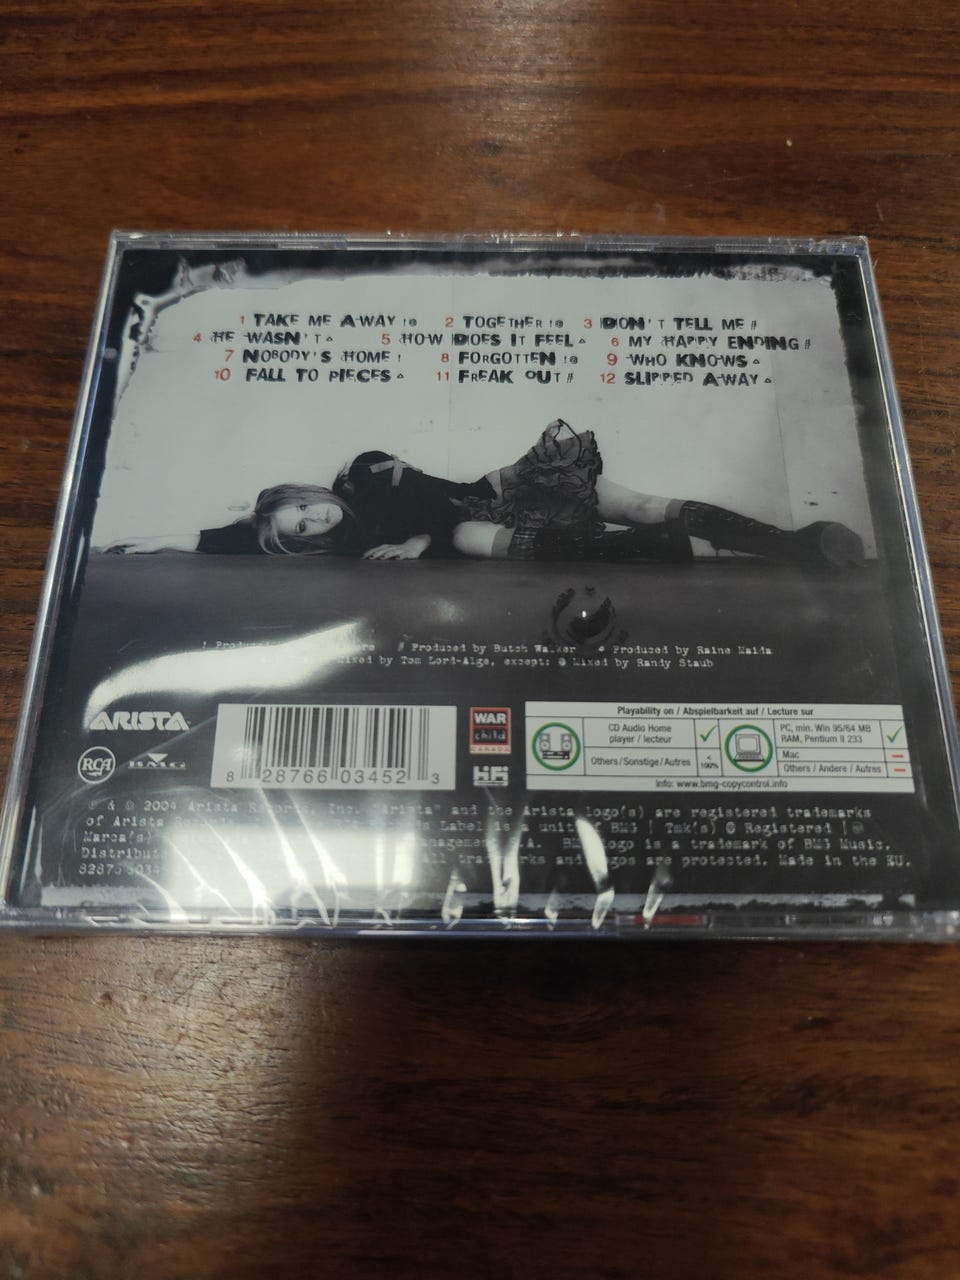 1 TAKE ME AWAY !@ 2 TOGETHER !@ 3 DON'T TELL ME #
4 HE WASN'T ▵ 5 HOW DOES IT FEEL ▵ 6 MY HAPPY ENDING #
7 NOBODY'S HOME ! 8 FORGOTTEN !@ 9 WHO KNOWS ▵
10 FALL TO PIECES ▵ 11 FREAK OUT # 12 SLIPPED AWAY ▵
# Produced by Butch Walker ▵ Produced by Raine Maida
Mixed by Tom Lord-Alge, except: @ Mixed by Randy Staub
ARISTA
RCA BMG
8 28766 03452 3
WAR
child
CANADA
Playability on / Abspielbarkeit auf / Lecture sur
CD Audio Home
player / lecteur
Others/Sonstige/Autres
<
100%
PC, min. Win 95/64 MB
RAM, Pentium II 233
Mac
Others / Andere / Autres
Info: www.bmg-copycontrol.info
℗ & © 2004 Arista Records, Inc. "Arista" and the Arista logo(s) are registered trademarks
of Arista Label is a unit of BMG | Tmk(s) ® Registered |
Marca(s) BMG logo is a trademark of BMG Music.
All trademarks and logos are protected. Made in the EU.